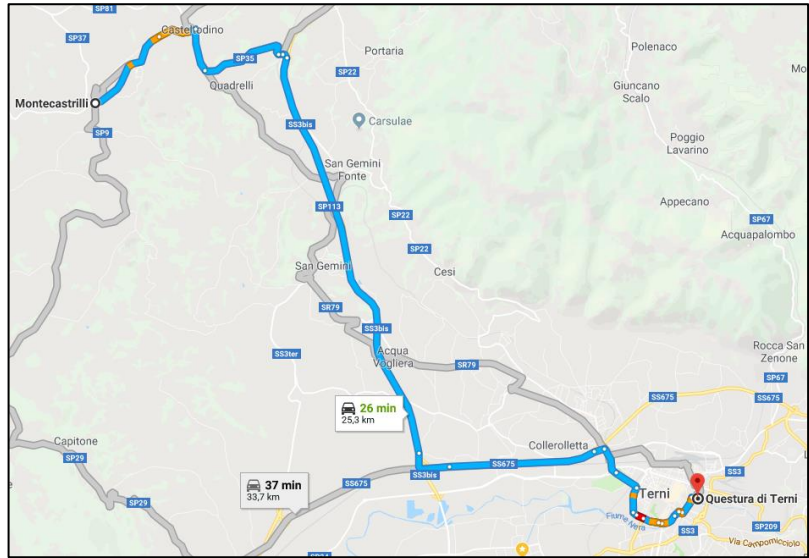 SP81
Casteltodino
SP37
Portaria
Polenaco
SP35
SP22
Giuncano
Scalo
Quadrelli
Montecastrilli
SS3bis
Carsulae
SP9
Poggio
Lavarino
San Gemini
Fonte
Appecano
SP113
SP22
SP67
Acquapalombo
SP22
San Gemini
Cesi
SR79
SS3bis
SS3ter
Acqua
Vogliera
SR79
Rocca San
Zenone
SP67
SS675
26 min
25,3 km
Capitone
SP29
Collerolletta
SS675
SS3bis
SS675
SS3
37 min
33,7 km
Terni
Questura di Terni
SP29
Fiume Nera
SS3
SP209
Via Campomicciolo